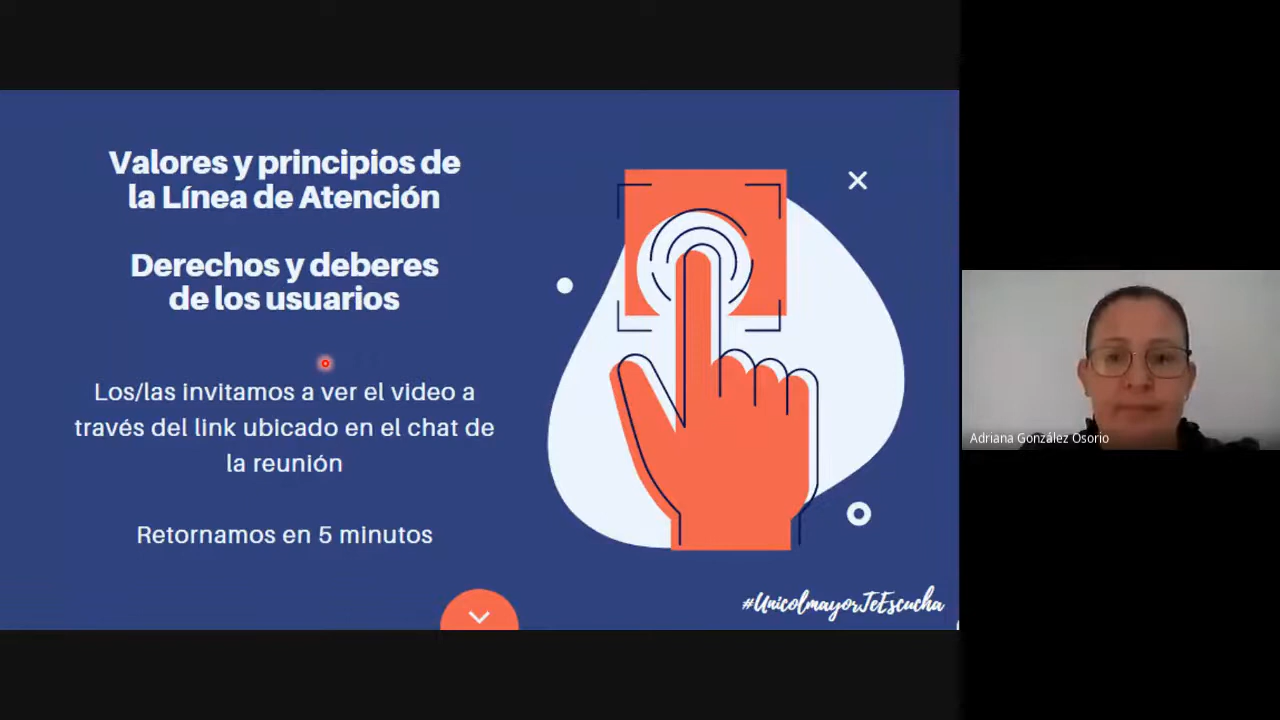 Valores y principios de
la Línea de Atención
Derechos y deberes
de los usuarios
Los/las invitamos a ver el video a
través del link ubicado en el chat de
la reunión
Retornamos en 5 minutos
#UnicolmayorTeEscucha
Adriana González Osorio